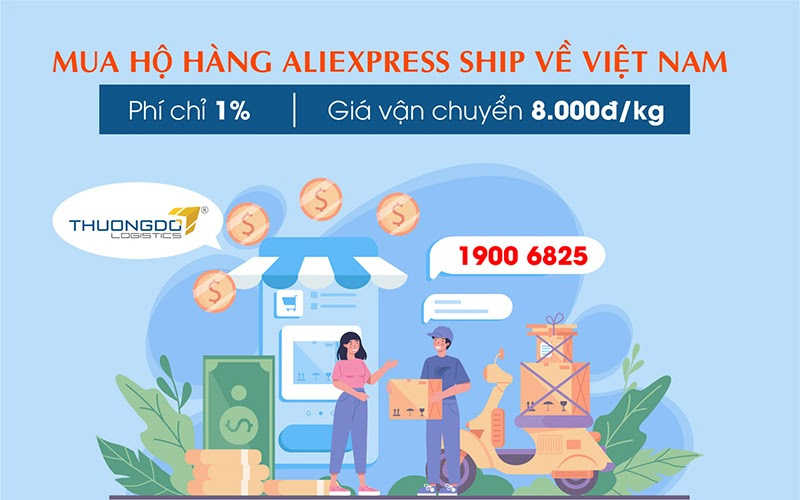 MUA HỘ HÀNG ALIEXPRESS SHIP VỀ VIỆT NAM
Phí chỉ 1% | Giá vận chuyển 8.000đ/kg
THUONGDO ®
LOGISTICS
1900 6825